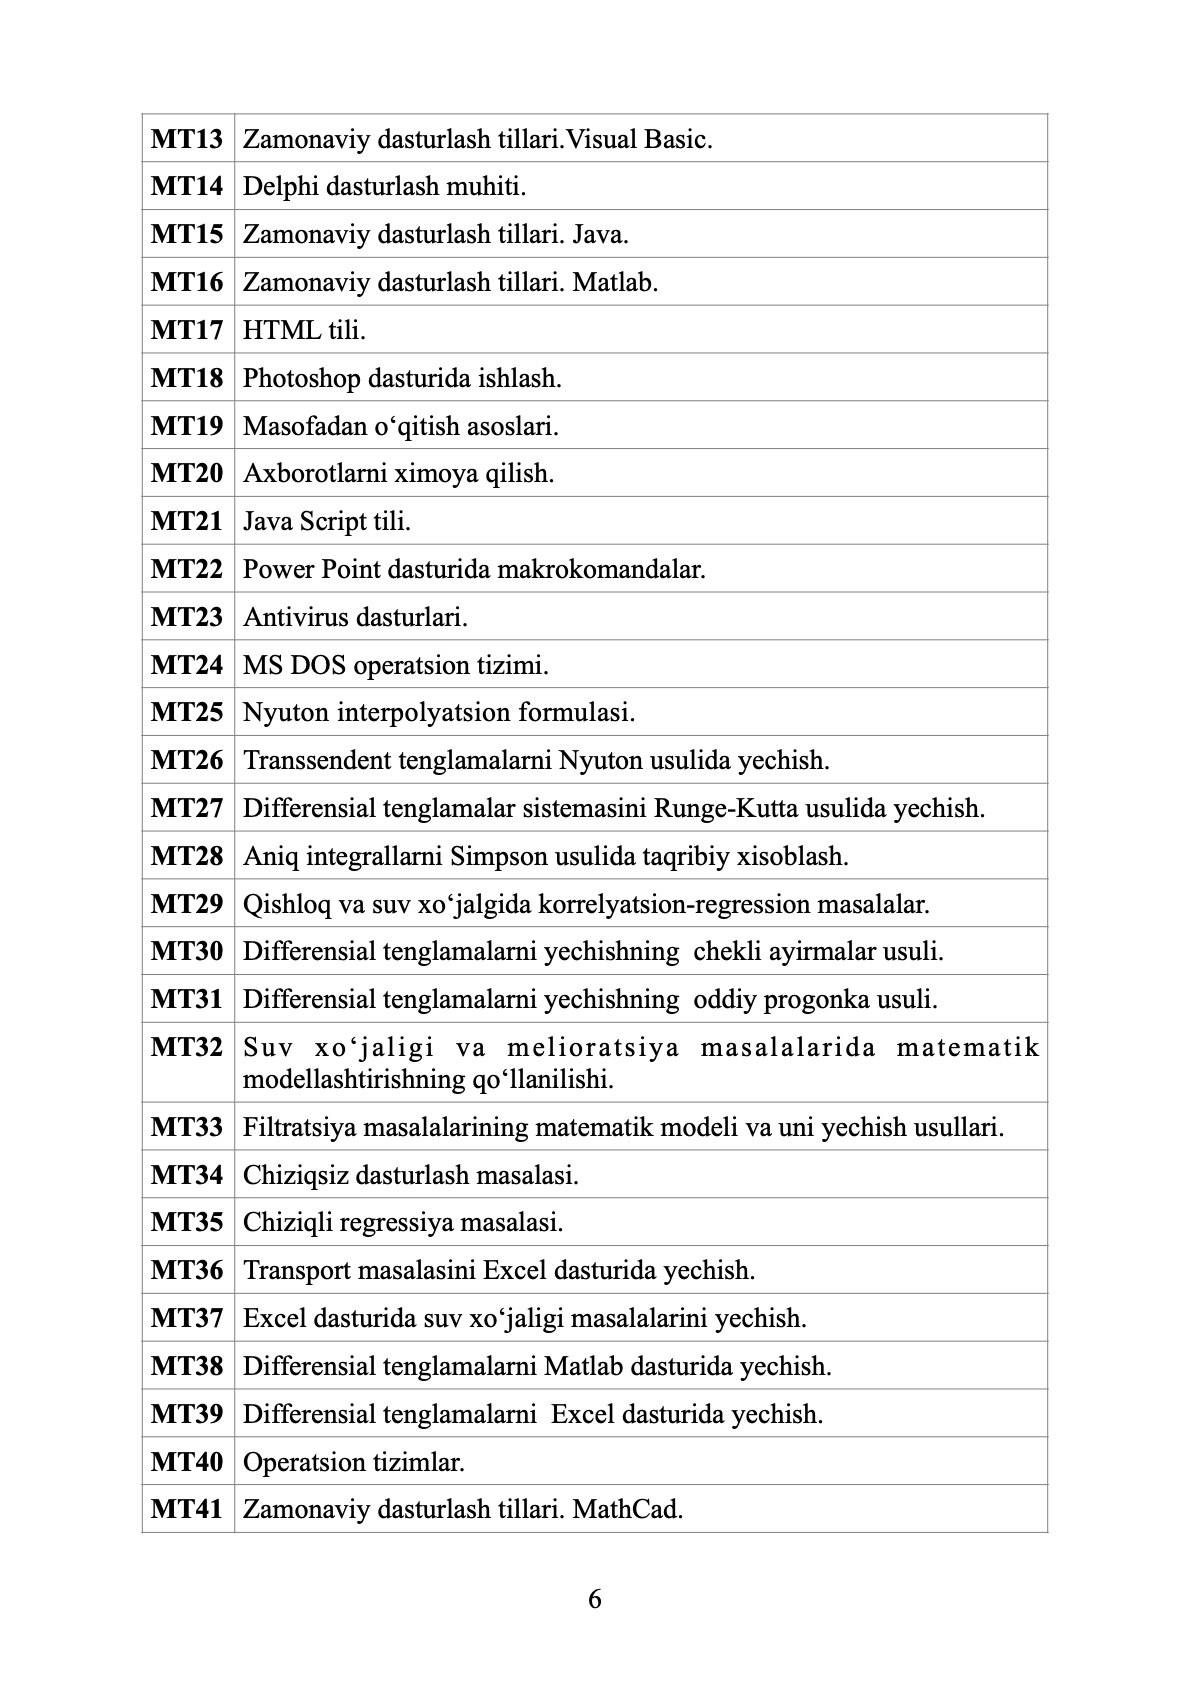 MT13 Zamonaviy dasturlash tillari.Visual Basic.
MT14 Delphi dasturlash muhiti.
MT15 Zamonaviy dasturlash tillari. Java.
MT16 Zamonaviy dasturlash tillari. Matlab.
MT17 HTML tili.
MT18 Photoshop dasturida ishlash.
MT19 Masofadan o‘qitish asoslari.
MT20 Axborotlarni ximoya qilish.
MT21 Java Script tili.
MT22 Power Point dasturida makrokomandalar.
MT23 Antivirus dasturlari.
MT24 MS DOS operatsion tizimi.
MT25 Nyuton interpolyatsion formulasi.
MT26 Transsendent tenglamalarni Nyuton usulida yechish.
MT27 Differensial tenglamalar sistemasini Runge-Kutta usulida yechish.
MT28 Aniq integrallarni Simpson usulida taqribiy xisoblash.
MT29 Qishloq va suv xo‘jalgida korrelyatsion-regression masalalar.
MT30 Differensial tenglamalarni yechishning  chekli ayirmalar usuli.
MT31 Differensial tenglamalarni yechishning  oddiy progonka usuli.
MT32 Suv xo‘jaligi va melioratsiya masalalarida matematik
modellashtirishning qo‘llanilishi.
MT33 Filtratsiya masalalarining matematik modeli va uni yechish usullari.
MT34 Chiziqsiz dasturlash masalasi.
MT35 Chiziqli regressiya masalasi.
MT36 Transport masalasini Excel dasturida yechish.
MT37 Excel dasturida suv xo‘jaligi masalalarini yechish.
MT38 Differensial tenglamalarni Matlab dasturida yechish.
MT39 Differensial tenglamalarni  Excel dasturida yechish.
MT40 Operatsion tizimlar.
MT41 Zamonaviy dasturlash tillari. MathCad.
6